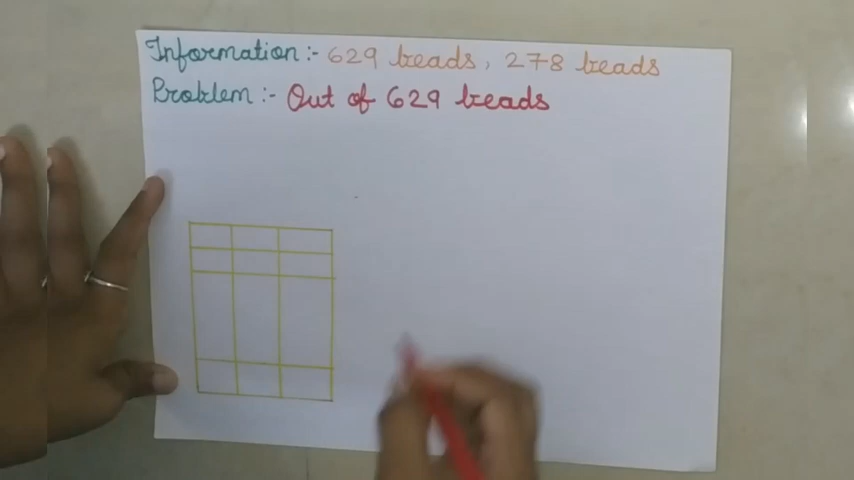 Information :- 629 beads, 278 beads
Problem :- Out of 629 beads